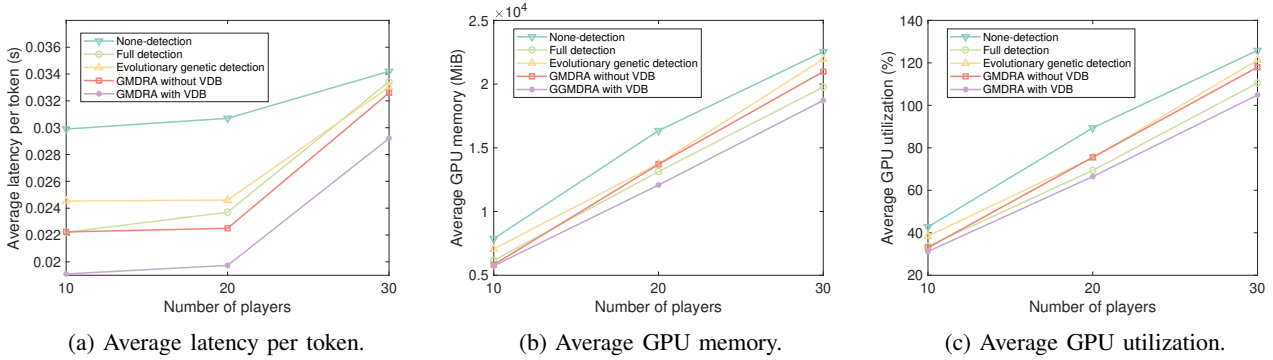 0.036
0.034
0.032
0.03
0.028
0.026
0.024
0.022
0.02
Average latency per token (s)
None-detection
Full detection
Evolutionary genetic detection
GMDRA without VDB
GMDRA with VDB
10
20
30
Number of players
(a) Average latency per token.
2.5 ×10⁴
2
1.5
1
0.5
Average GPU memory (MiB)
None-detection
Full detection
Evolutionary genetic detection
GMDRA without VDB
GGMDRA with VDB
10
20
30
Number of players
(b) Average GPU memory.
140
120
100
80
60
40
20
Average GPU utilization (%)
None-detection
Full detection
Evolutionary genetic detection
GMDRA without VDB
GMDRA with VDB
10
20
30
Number of players
(c) Average GPU utilization.